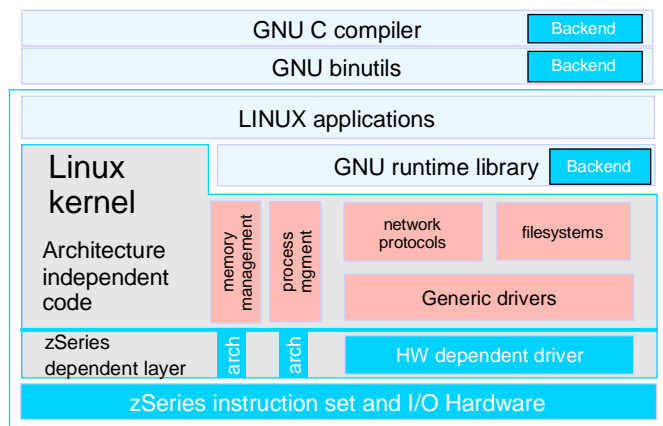 GNU C compiler
Backend
GNU binutils
Backend
LINUX applications
Linux
kernel
GNU runtime library
Backend
Architecture
independent
code
memory
management
process
mgment
network
protocols
filesystems
Generic drivers
zSeries
dependent layer
arch
arch
HW dependent driver
zSeries instruction set and I/O Hardware